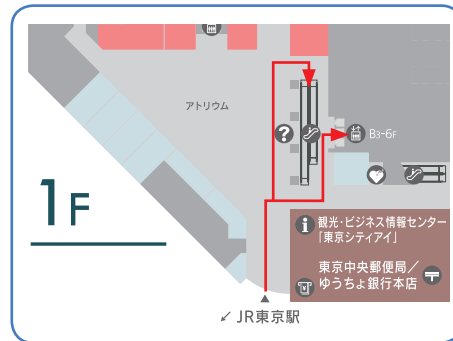 アトリウム
?
B3-6F
1F
i 観光・ビジネス情報センター
「東京シティアイ」
東京中央郵便局/
ゆうちょ銀行本店 〒
↙ JR東京駅